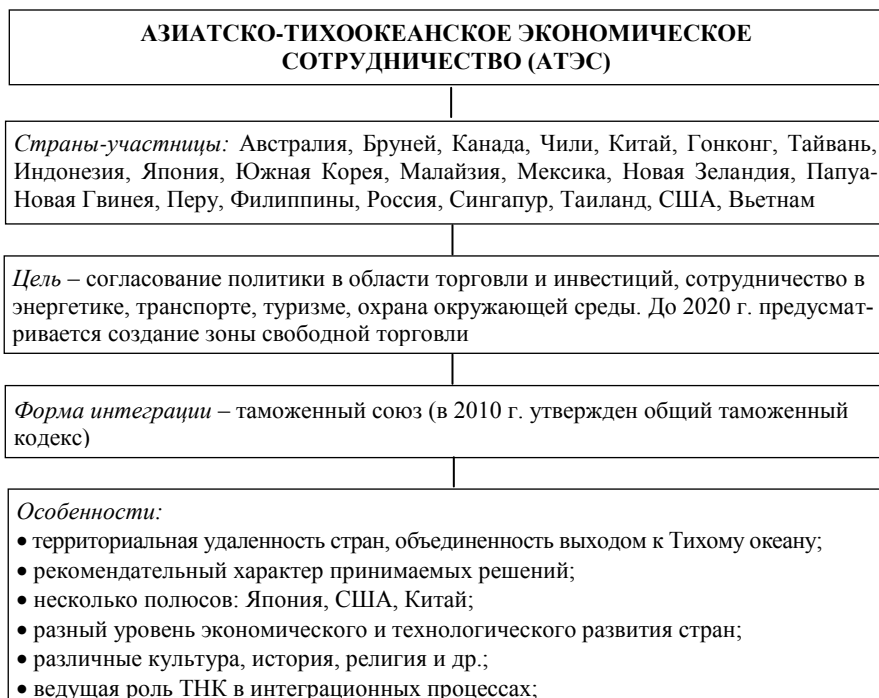 АЗИАТСКО-ТИХООКЕАНСКОЕ ЭКОНОМИЧЕСКОЕ
СОТРУДНИЧЕСТВО (АТЭС)
Страны-участницы: Австралия, Бруней, Канада, Чили, Китай, Гонконг, Тайвань,
Индонезия, Япония, Южная Корея, Малайзия, Мексика, Новая Зеландия, Папуа-
Новая Гвинея, Перу, Филиппины, Россия, Сингапур, Таиланд, США, Вьетнам
Цель – согласование политики в области торговли и инвестиций, сотрудничество в
энергетике, транспорте, туризме, охрана окружающей среды. До 2020 г. предусмат-
ривается создание зоны свободной торговли
Форма интеграции – таможенный союз (в 2010 г. утвержден общий таможенный
кодекс)
Особенности:
• территориальная удаленность стран, объединенность выходом к Тихому океану;
• рекомендательный характер принимаемых решений;
• несколько полюсов: Япония, США, Китай;
• разный уровень экономического и технологического развития стран;
• различные культура, история, религия и др.;
• ведущая роль ТНК в интеграционных процессах;